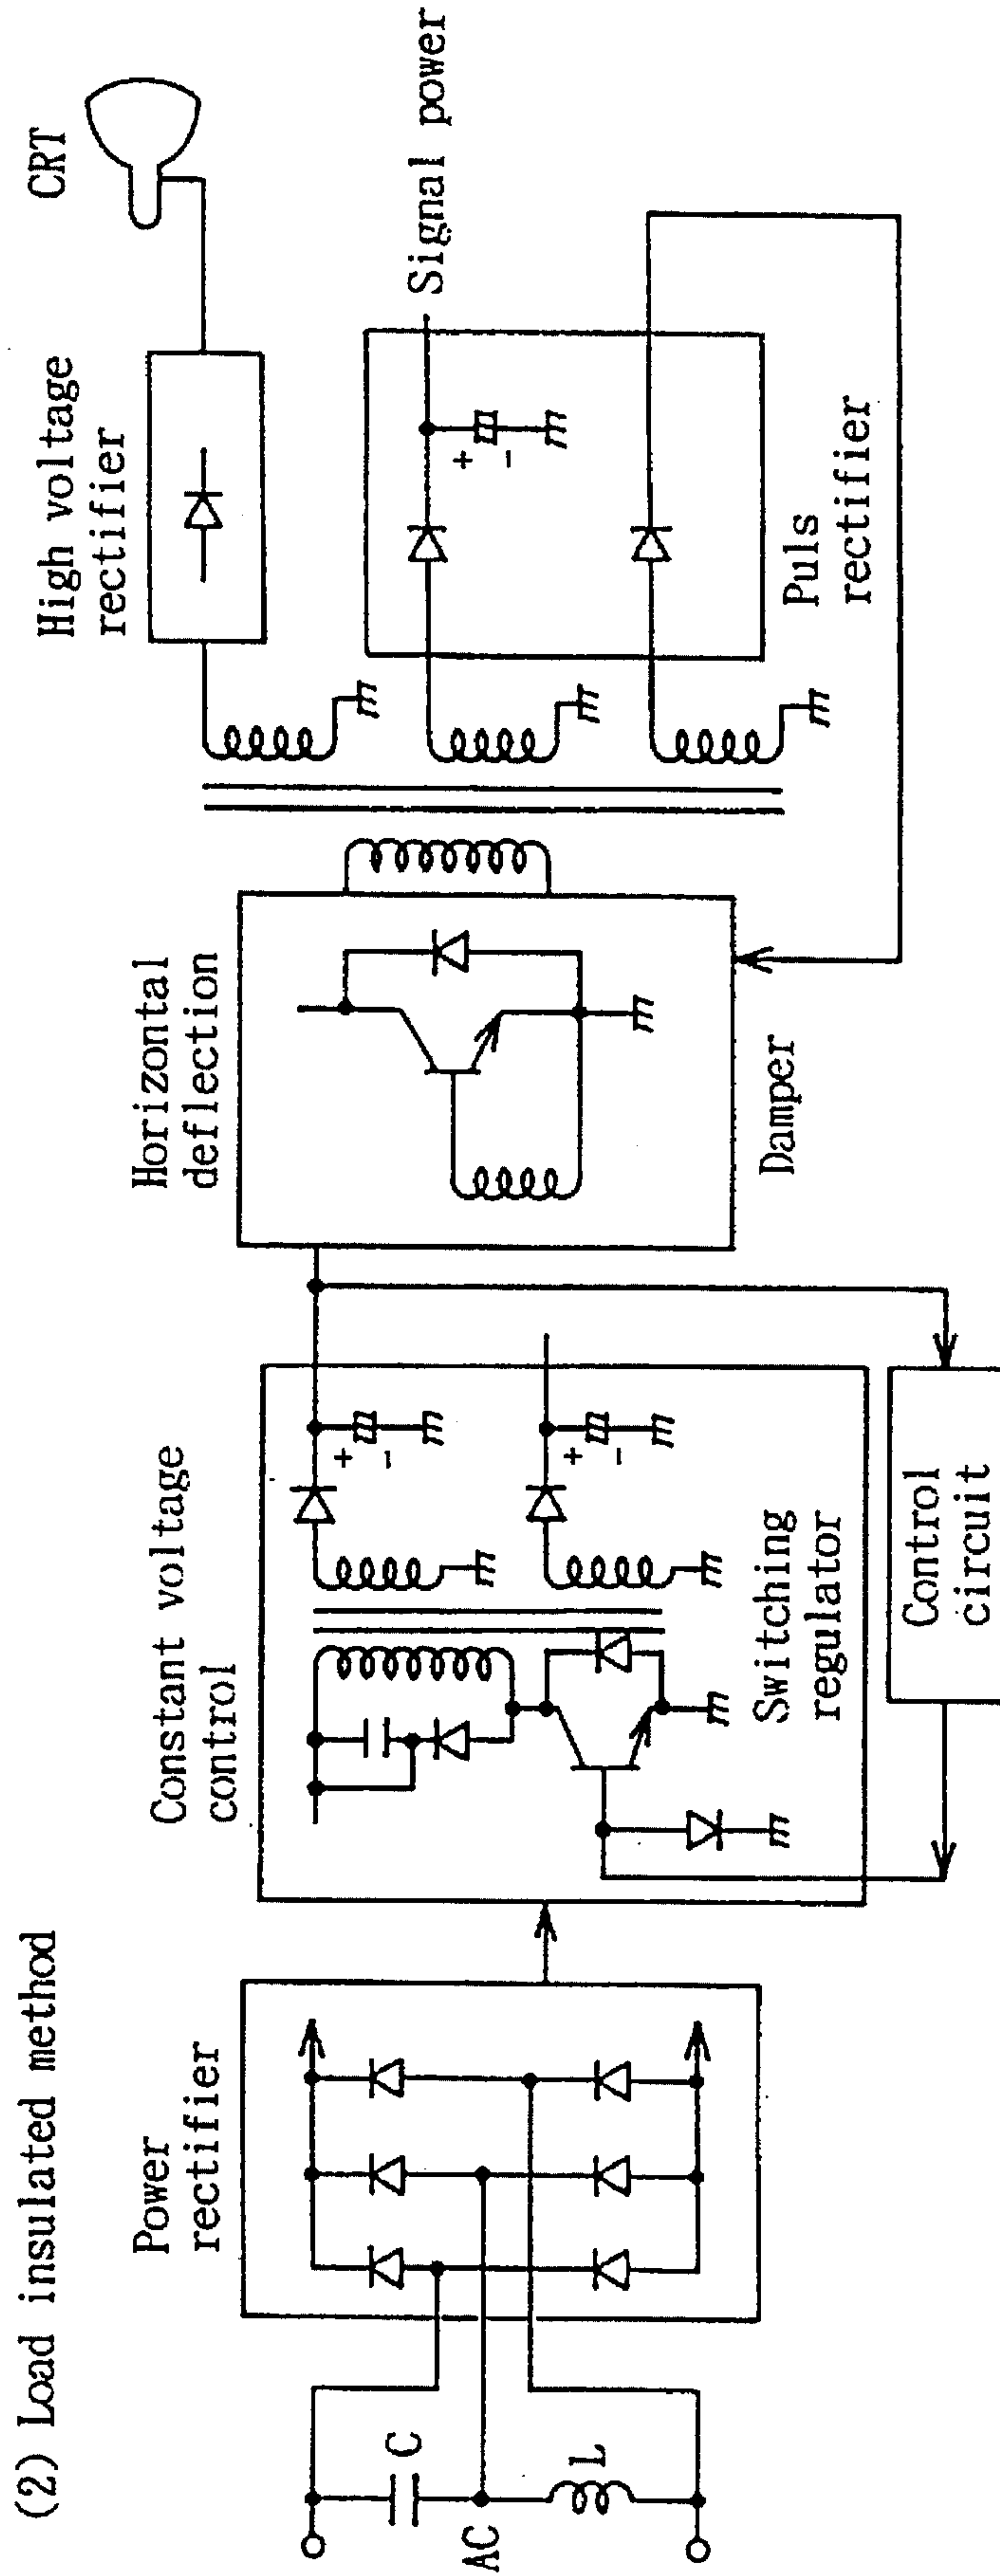 (2) Load insulated method
AC
C
L
Power
rectifier
Constant voltage
control
+
-
+
-
Switching
regulator
Control
circuit
Horizontal
deflection
Damper
High voltage
rectifier
CRT
+
-
Signal power
Puls
rectifier